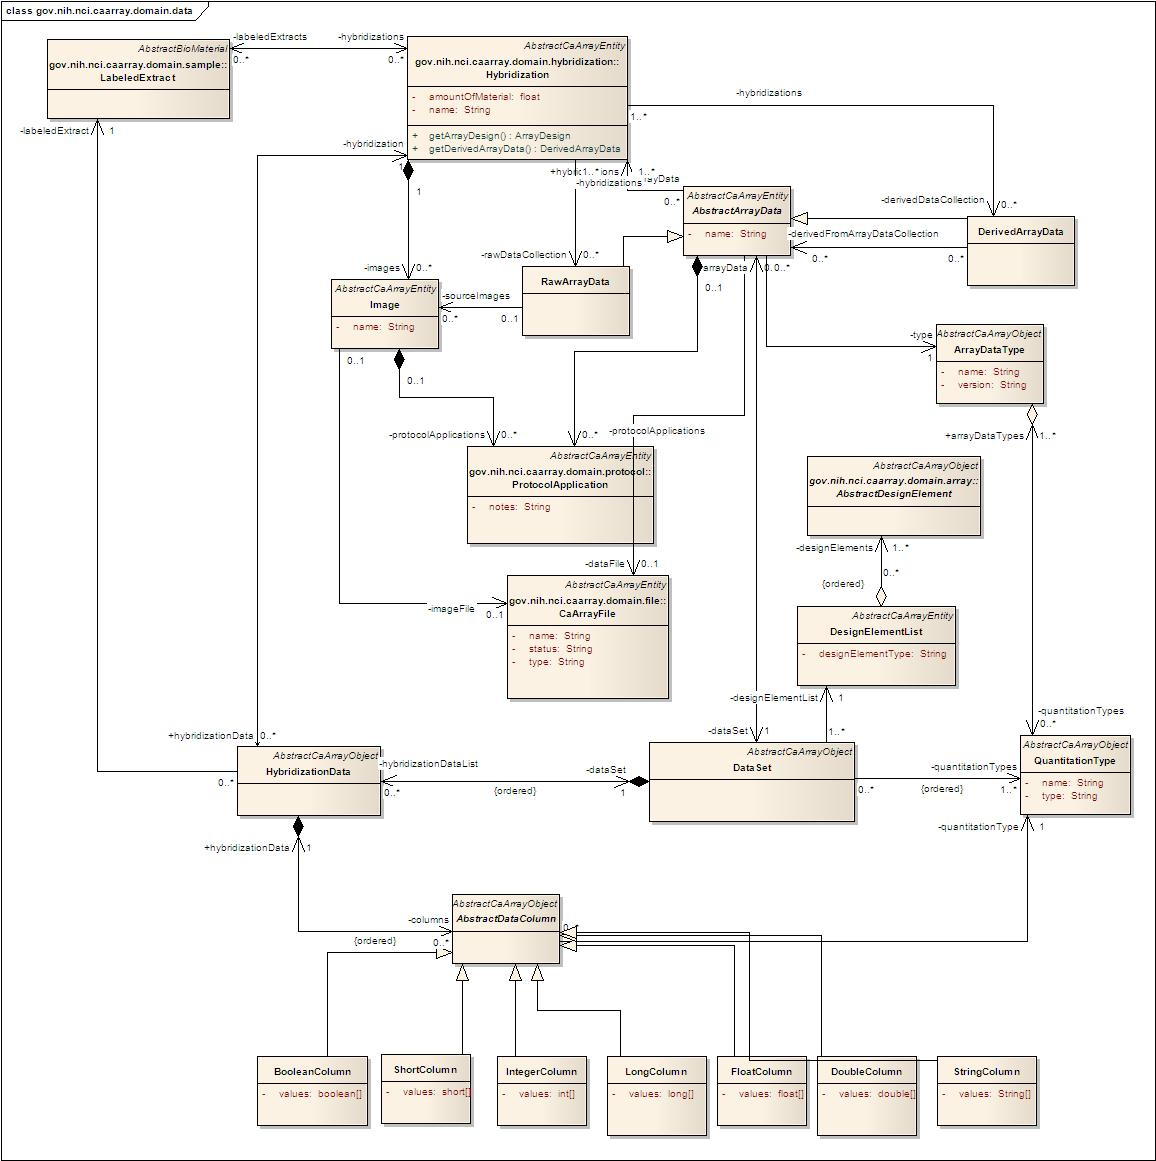 class gov.nih.nci.caarray.domain.data
AbstractBioMaterial
gov.nih.nci.caarray.domain.sample::
LabeledExtract
-labeledExtracts
0..*
-hybridizations
0..*
AbstractCaArrayEntity
gov.nih.nci.caarray.domain.hybridization::
Hybridization
- amountOfMaterial: float
- name: String
+ getArrayDesign() : ArrayDesign
+ getDerivedArrayData() : DerivedArrayData
-hybridizations
1..*
-labeledExtract 1
-hybridization
1
1
1..*
1..*
-hybridizations
0..*
AbstractCaArrayEntity
AbstractArrayData
- name: String
-derivedDataCollection 0..*
DerivedArrayData
-derivedFromArrayDataCollection
0..*
0..*
-rawDataCollection 0..*
RawArrayData
-images 0..*
AbstractCaArrayEntity
Image
- name: String
-sourceImages
0..*
0..1
arrayData
0..1
-type
1
AbstractCaArrayObject
ArrayDataType
- name: String
- version: String
0..1
0..1
-protocolApplications 0..*
0..*
-protocolApplications
+arrayDataTypes 1..*
AbstractCaArrayEntity
gov.nih.nci.caarray.domain.protocol::
ProtocolApplication
- notes: String
AbstractCaArrayObject
gov.nih.nci.caarray.domain.array::
AbstractDesignElement
-designElements 1..*
0..*
{ordered}
-dataFile 0..1
AbstractCaArrayEntity
gov.nih.nci.caarray.domain.file::
CaArrayFile
- name: String
- status: String
- type: String
-imageFile
0..1
AbstractCaArrayEntity
DesignElementList
- designElementType: String
-designElementList 1
1..*
-dataSet 1
-quantitationTypes
0..*
+hybridizationData 0..*
AbstractCaArrayObject
HybridizationData
0..*
-hybridizationDataList
0..*
{ordered}
-dataSet
1
AbstractCaArrayObject
DataSet
0..*
-quantitationTypes
{ordered}
1..*
AbstractCaArrayObject
QuantitationType
- name: String
- type: String
-quantitationType 1
+hybridizationData 1
-columns
{ordered}
0..*
AbstractCaArrayObject
AbstractDataColumn
BooleanColumn
- values: boolean[]
ShortColumn
- values: short[]
IntegerColumn
- values: int[]
LongColumn
- values: long[]
FloatColumn
- values: float[]
DoubleColumn
- values: double[]
StringColumn
- values: String[]